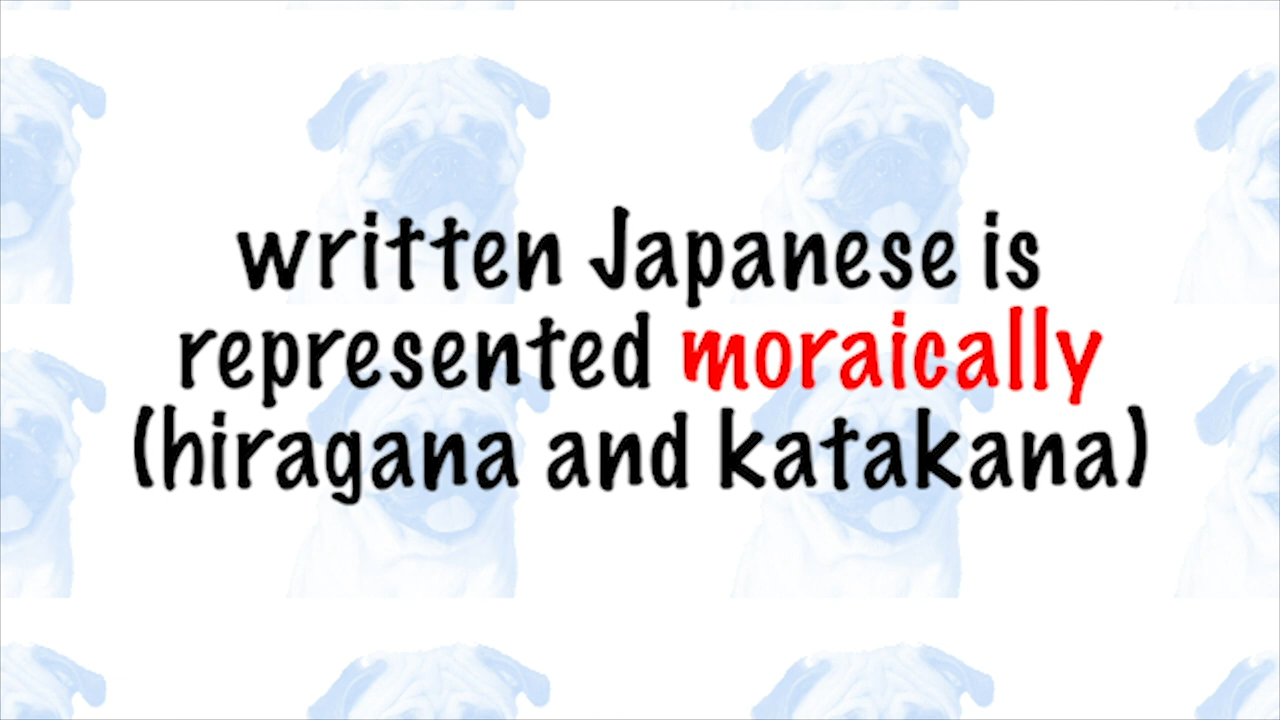 written Japanese is
represented moraically
(hiragana and katakana)